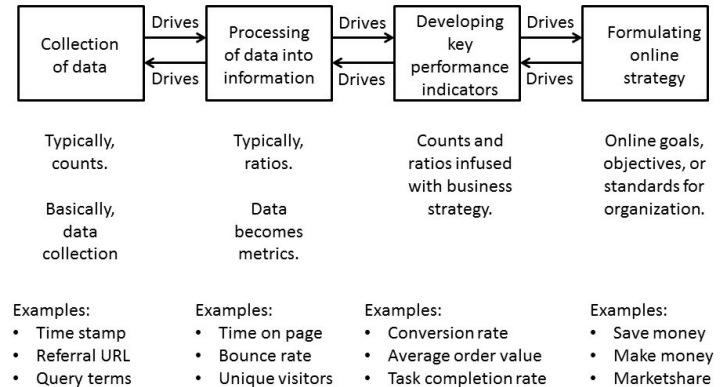 Collection
of data
Drives
Drives
Processing
of data into
information
Drives
Drives
Developing
key
performance
indicators
Drives
Drives
Formulating
online
strategy
Typically,
counts.
Basically,
data
collection
Typically,
ratios.
Data
becomes
metrics.
Counts and
ratios infused
with business
strategy.
Online goals,
objectives, or
standards for
organization.
Examples:
• Time stamp
• Referral URL
• Query terms
Examples:
• Time on page
• Bounce rate
• Unique visitors
Examples:
• Conversion rate
• Average order value
• Task completion rate
Examples:
• Save money
• Make money
• Marketshare